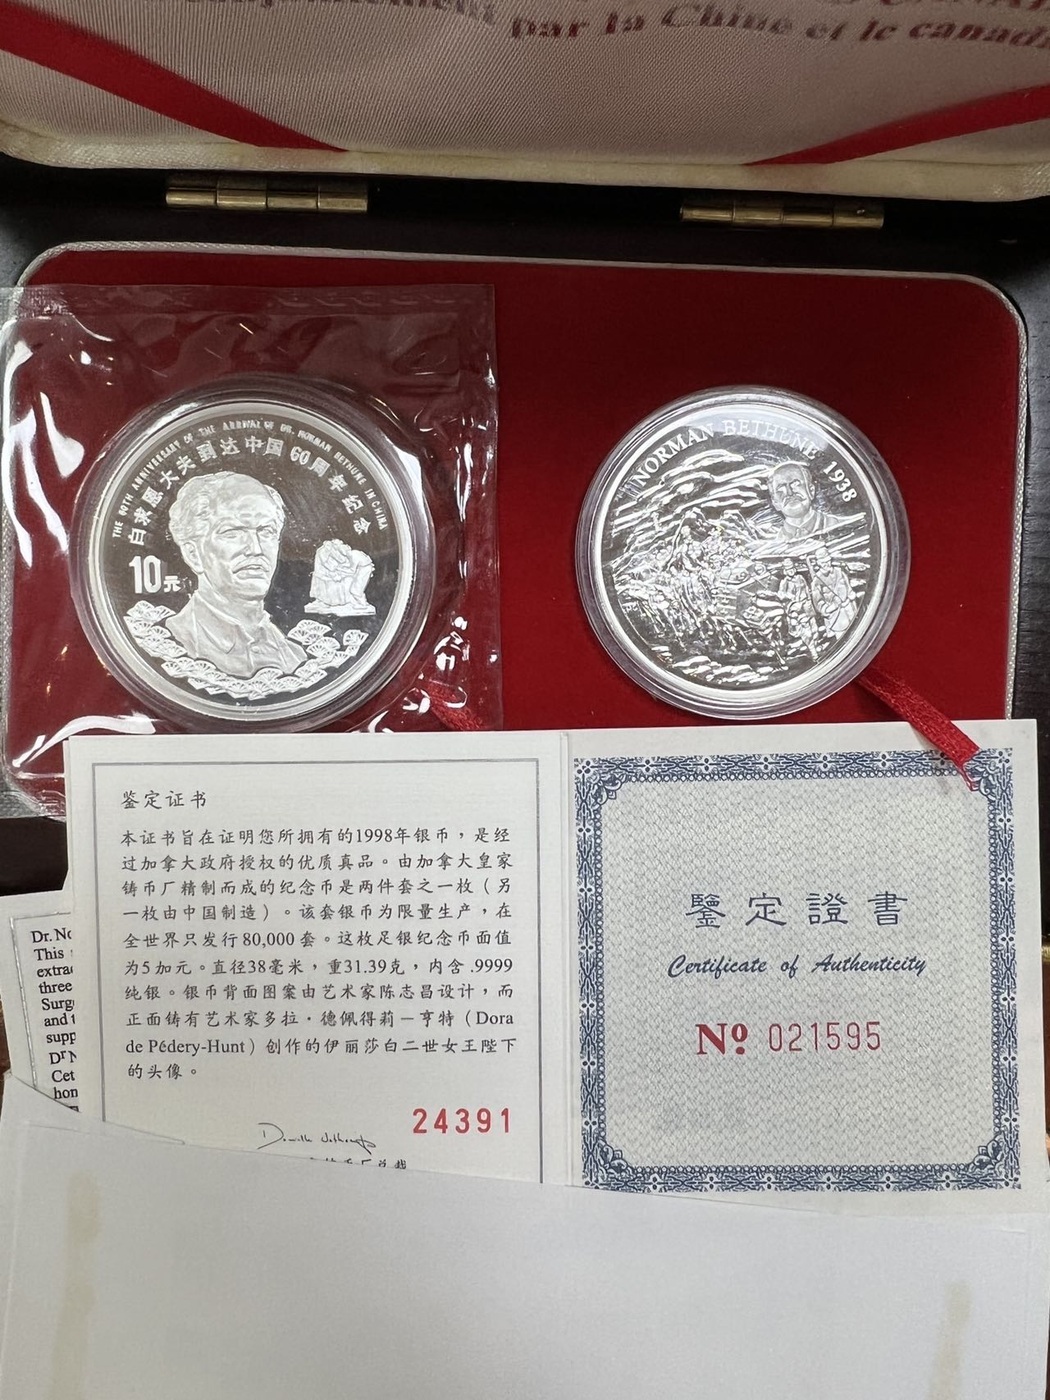 par la Chine et le canada
THE 60TH ANNIVERSARY OF THE ARRIVAL OF DR. NORMAN BETHUNE IN CHINA
白求恩大夫到达中国60周年纪念
10元
NORMAN BETHUNE 1938
鉴定证书
本证书旨在证明您所拥有的1998年银币，是经
过加拿大政府授权的优质真品。由加拿大皇家
铸币厂精制而成的纪念币是两件套之一枚（另
一枚由中国制造）。该套银币为限量生产，在
全世界只发行80,000套。这枚足银纪念币面值
为5加元。直径38毫米，重31.39克，内含.9999
纯银。银币背面图案由艺术家陈志昌设计，而
正面铸有艺术家多拉·德佩得莉－亨特（Dora
de Pédery-Hunt）创作的伊丽莎白二世女王陛下
的头像。
24391
鑒定證書
Certificate of Authenticity
№ 021595
Dr. No
This
extrac
three
Surge
and t
supp
Dr N
Cet
hon